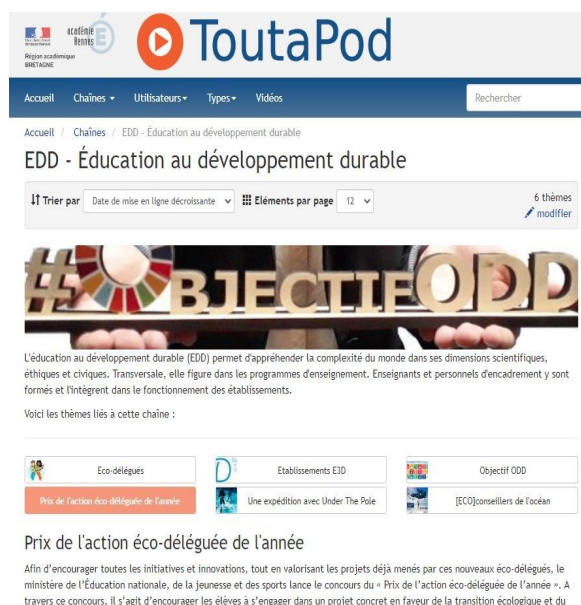 académie
Rennes
Région académique
BRETAGNE
ToutaPod
Accueil Chaînes Utilisateurs Types Vidéos Rechercher
Accueil / Chaînes / EDD - Éducation au développement durable
EDD - Éducation au développement durable
Trier par Date de mise en ligne décroissante Eléments par page 12 6 thèmes
modifier
#OBJECTIFODD
L'éducation au développement durable (EDD) permet d'appréhender la complexité du monde dans ses dimensions scientifiques,
éthiques et civiques. Transversale, elle figure dans les programmes d'enseignement. Enseignants et personnels d'encadrement y sont
formés et l'intègrent dans le fonctionnement des établissements.
Voici les thèmes liés à cette chaîne :
Eco-délégués Etablissements E3D Objectif ODD
Prix de l'action éco-déléguée de l'année Une expédition avec Under The Pole [ECO]conseillers de l'océan
Prix de l'action éco-déléguée de l'année
Afin d'encourager toutes les initiatives et innovations, tout en valorisant les projets déjà menés par ces nouveaux éco-délégués, le
ministère de l'Éducation nationale, de la jeunesse et des sports lance le concours du « Prix de l'action éco-déléguée de l'année ». A
travers ce concours, il s'agit d'encourager les élèves à s'engager dans un projet concret en faveur de la transition écologique et du